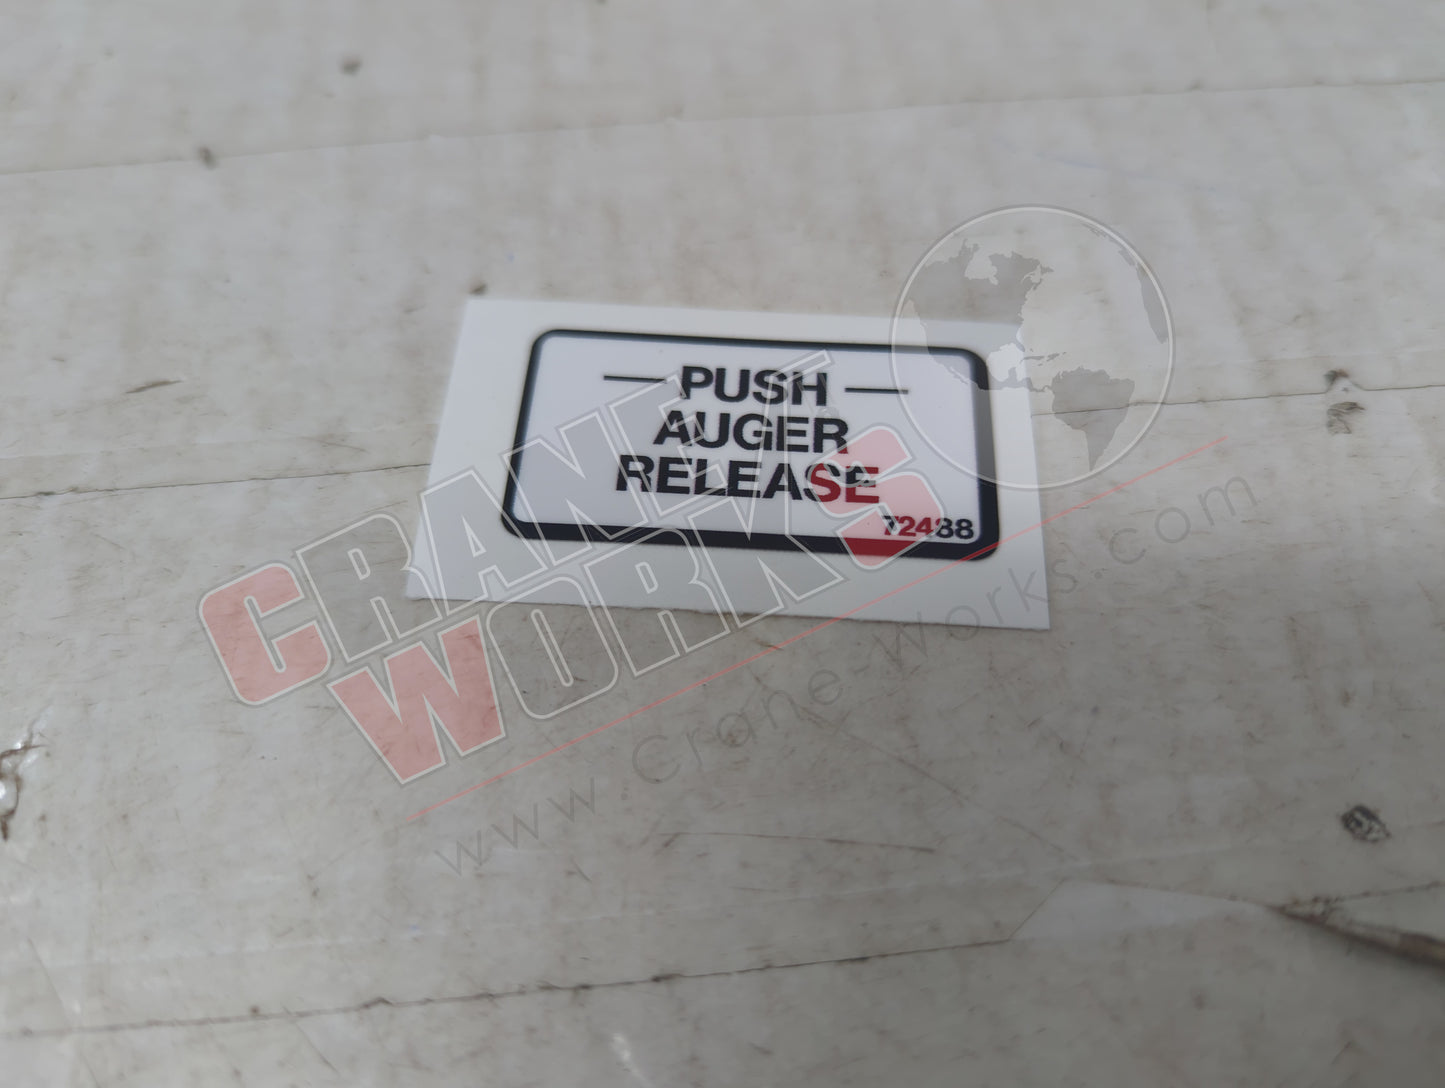 — PUSH —
AUGER
RELEASE
72488
CRANE
WORKS
www.Crane-Works.com